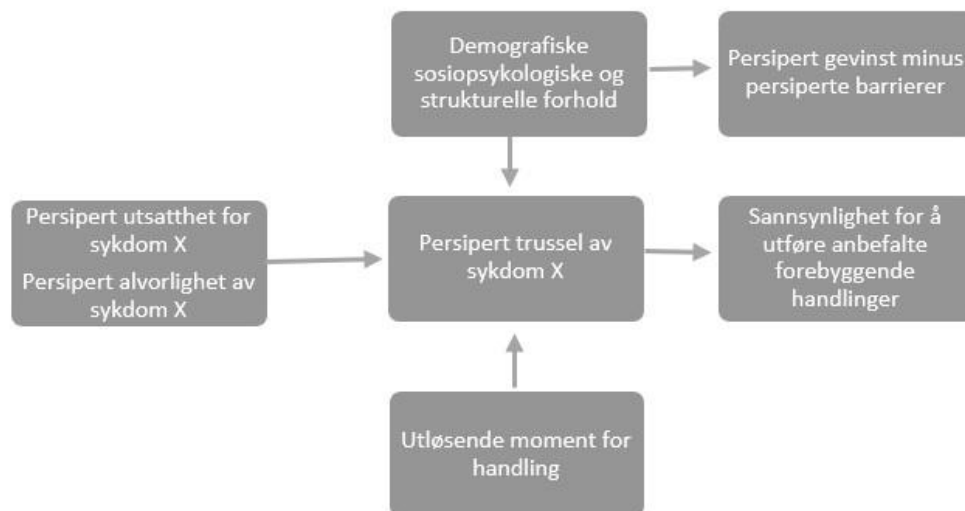 Demografiske
sosiopsykologiske og
strukturelle forhold
Persipert gevinst minus
persiperte barrierer
Persipert utsatthet for
sykdom X
Persipert alvorlighet av
sykdom X
Persipert trussel av
sykdom X
Sannsynlighet for å
utføre anbefalte
forebyggende
handlinger
Utløsende moment for
handling